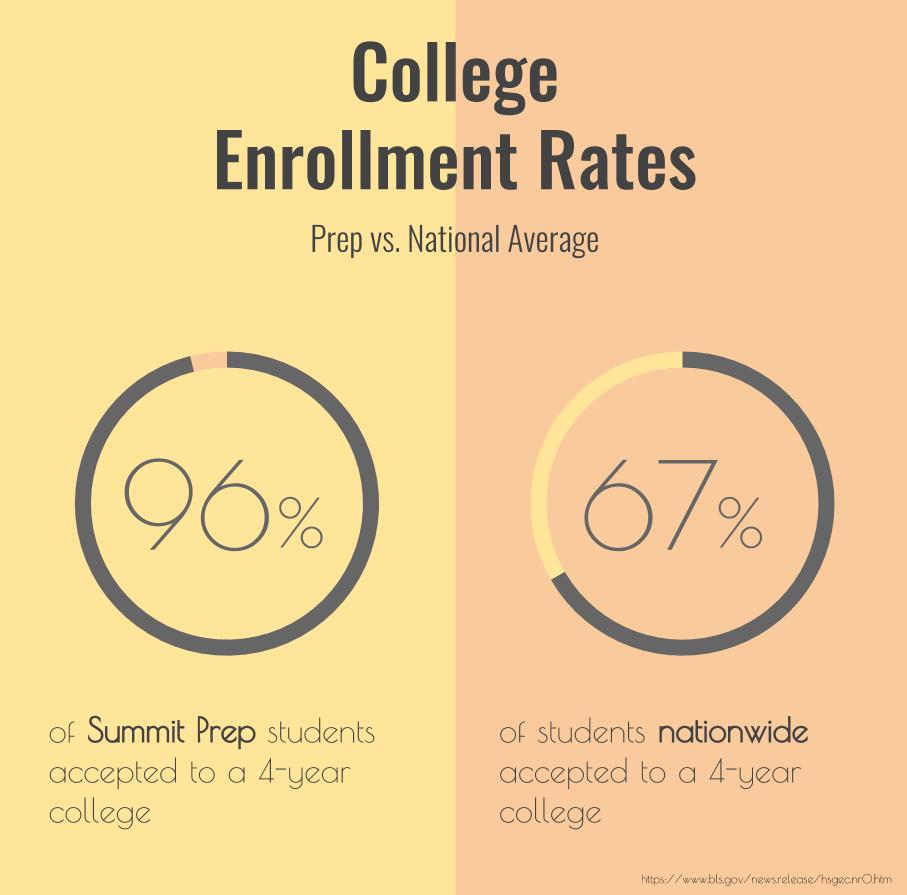 College
Enrollment Rates
Prep vs. National Average
96%
67%
of Summit Prep students
accepted to a 4-year
college
of students nationwide
accepted to a 4-year
college
https://www.bls.gov/news.release/hsgec.nr0.htm